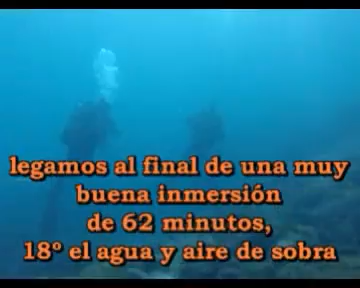 legamos al final de una muy
buena inmersión
de 62 minutos,
18º el agua y aire de sobra